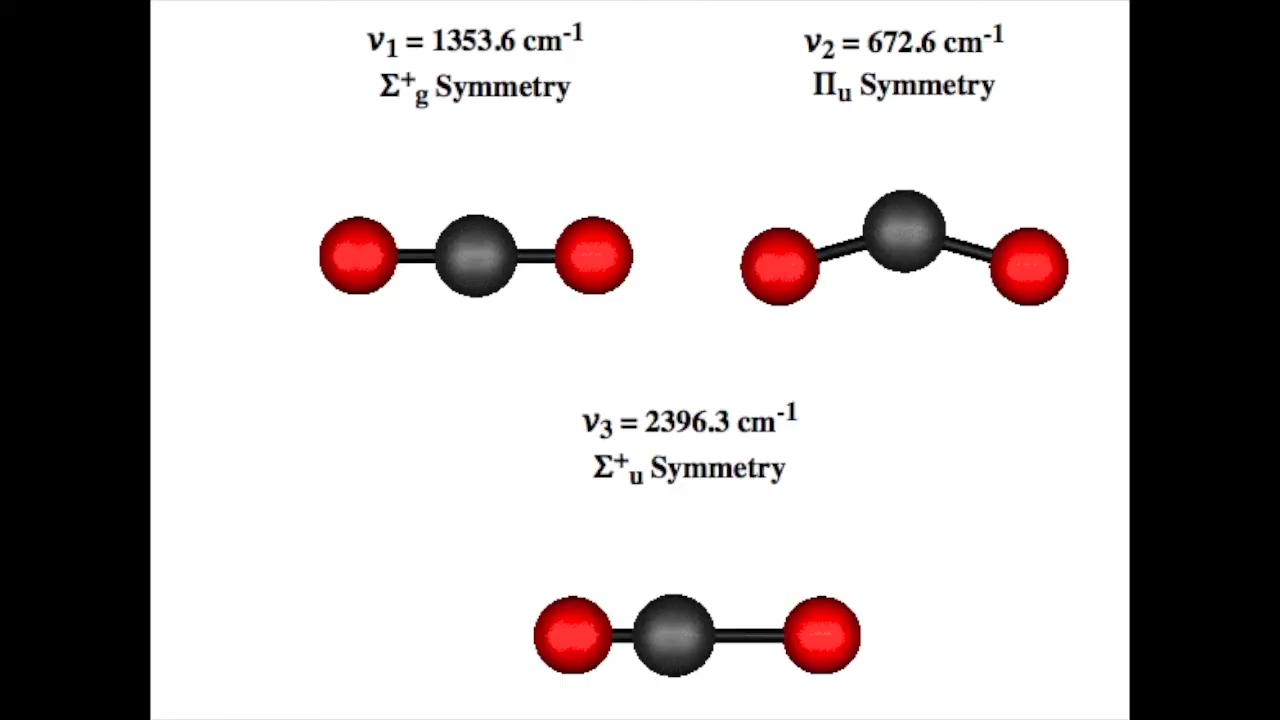 ν₁ = 1353.6 cm⁻¹
Σ⁺g Symmetry
ν₂ = 672.6 cm⁻¹
Πᵤ Symmetry
ν₃ = 2396.3 cm⁻¹
Σ⁺ᵤ Symmetry